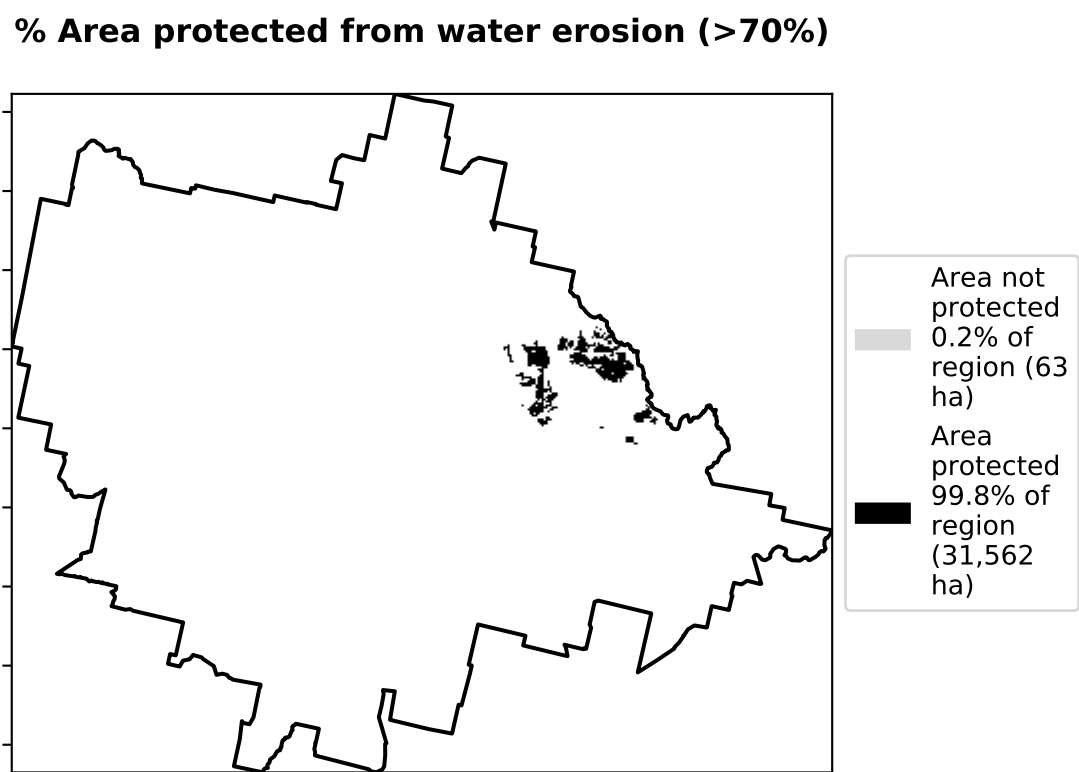 % Area protected from water erosion (>70%)
Area not
protected
0.2% of
region (63
ha)
Area
protected
99.8% of
region
(31,562
ha)